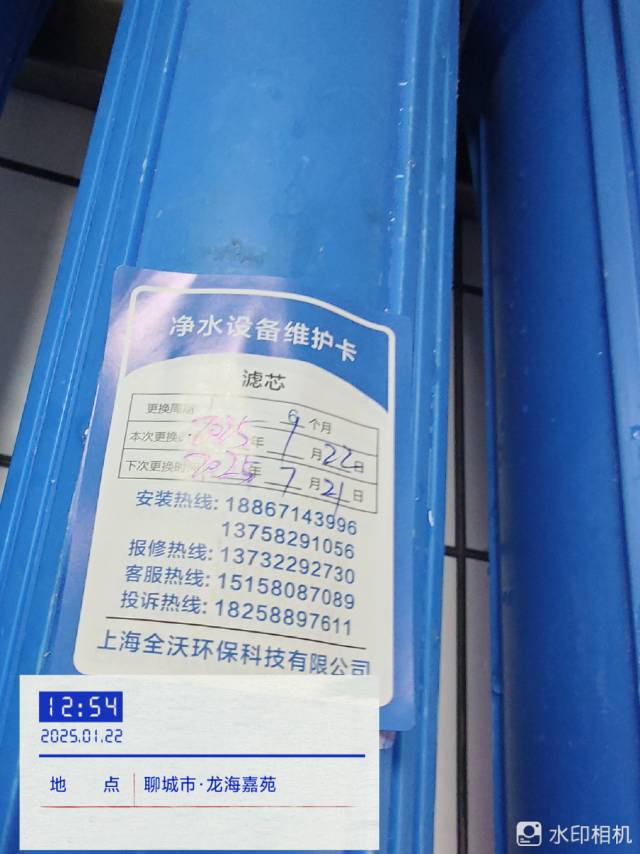 净水设备维护卡
滤芯
更换周期 6 个月
本次更换 2025 年 1 月 22 日
下次更换时 2025 年 7 月 21 日
安装热线: 18867143996
13758291056
报修热线: 13732292730
客服热线: 15158087089
投诉热线: 18258897611
上海全沃环保科技有限公司
12:54
2025.01.22
地 点 聊城市·龙海嘉苑
水印相机